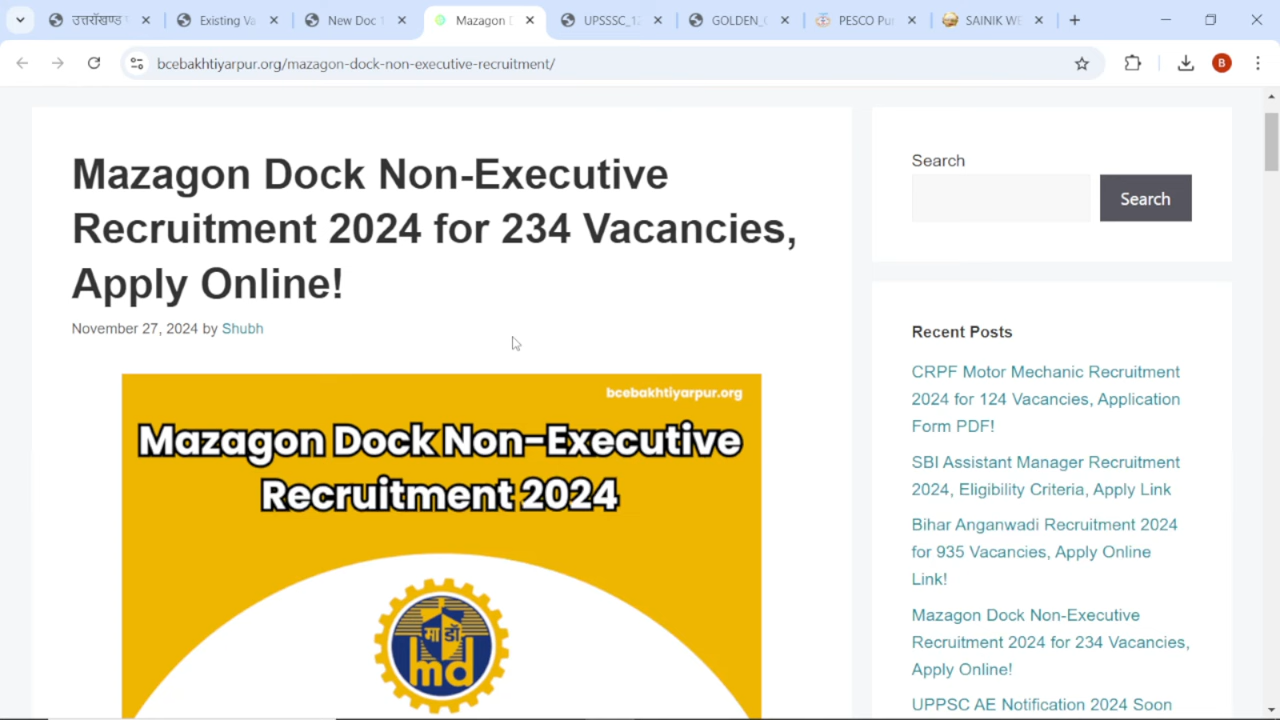 उत्तराखण्ड
Existing Va
New Doc 1
Mazagon D
UPSSSC_12
GOLDEN_
PESCO Pu
SAINIK WE
bcebakhtiyarpur.org/mazagon-dock-non-executive-recruitment/
B
Mazagon Dock Non-Executive
Recruitment 2024 for 234 Vacancies,
Apply Online!
November 27, 2024 by Shubh
bcebakhtiyarpur.org
Mazagon Dock Non-Executive
Recruitment 2024
मा डॉ
md
Search
Search
Recent Posts
CRPF Motor Mechanic Recruitment
2024 for 124 Vacancies, Application
Form PDF!
SBI Assistant Manager Recruitment
2024, Eligibility Criteria, Apply Link
Bihar Anganwadi Recruitment 2024
for 935 Vacancies, Apply Online
Link!
Mazagon Dock Non-Executive
Recruitment 2024 for 234 Vacancies,
Apply Online!
UPPSC AE Notification 2024 Soon